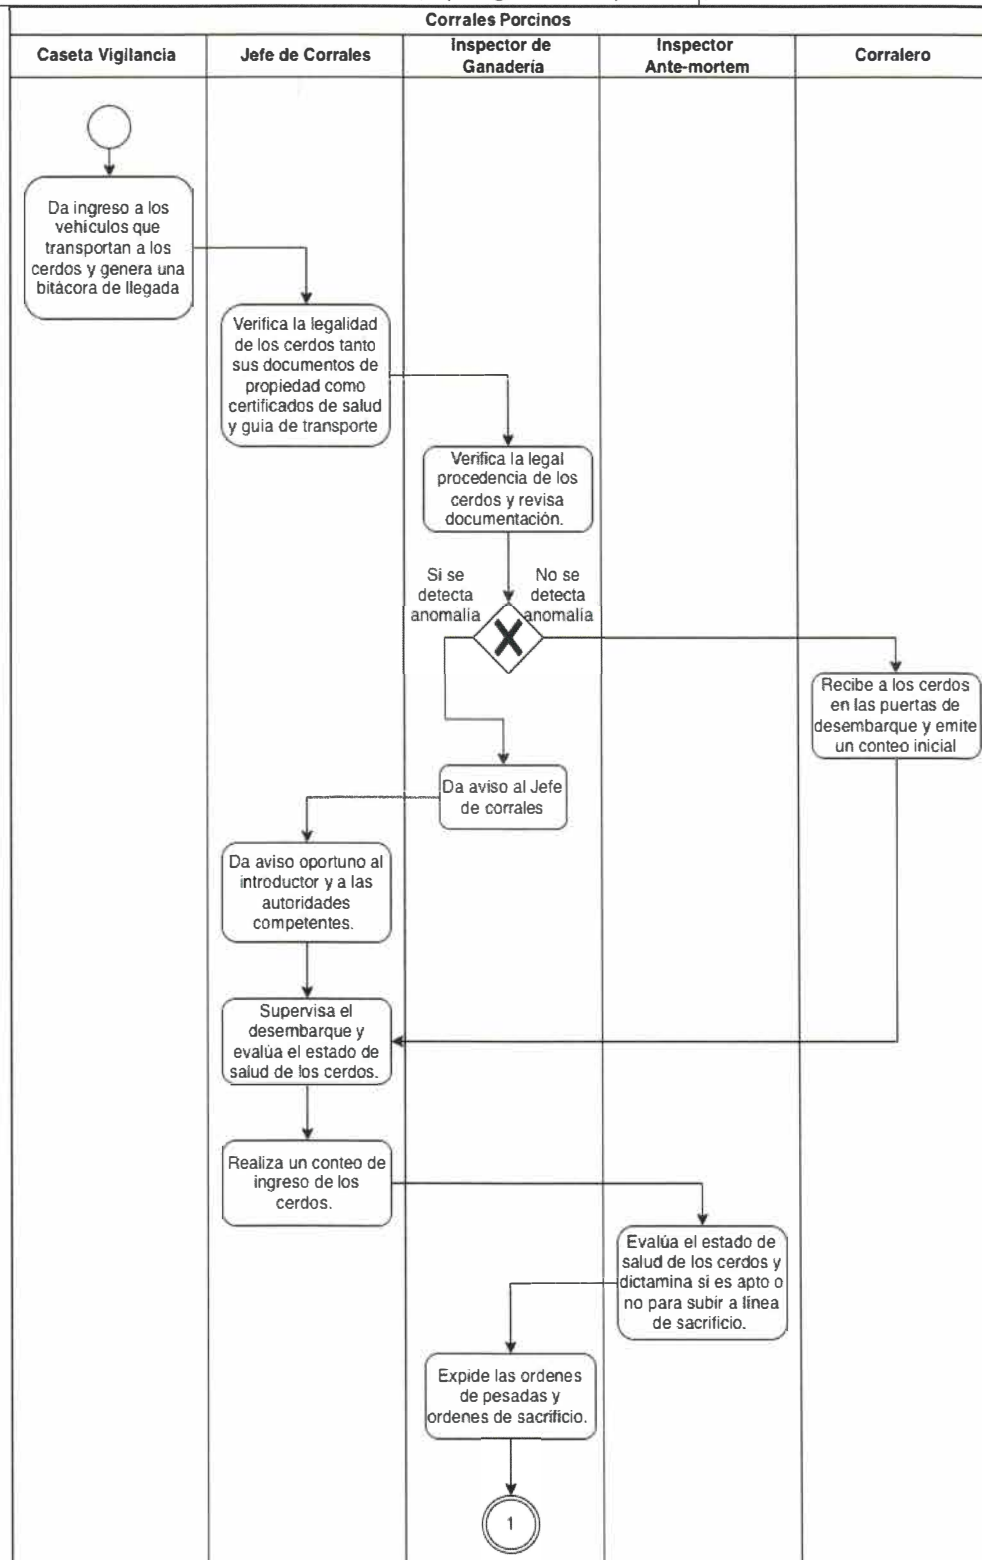 Corrales Porcinos
Caseta Vigilancia
Jefe de Corrales
Inspector de
Ganadería
Inspector
Ante-mortem
Corralero
Da ingreso a los
vehículos que
transportan a los
cerdos y genera una
bitácora de llegada
Verifica la legalidad
de los cerdos tanto
sus documentos de
propiedad como
certificados de salud
y guia de transporte
Verifica la legal
procedencia de los
cerdos y revisa
documentación.
Si se
detecta
anomalía
No se
detecta
anomalía
Recibe a los cerdos
en las puertas de
desembarque y emite
un conteo inicial
Da aviso al Jefe
de corrales
Da aviso oportuno al
introductor y a las
autoridades
competentes.
Supervisa el
desembarque y
evalúa el estado de
salud de los cerdos.
Realiza un conteo de
ingreso de los
cerdos.
Evalúa el estado de
salud de los cerdos y
dictamina si es apto o
no para subir a línea
de sacrificio.
Expide las ordenes
de pesadas y
ordenes de sacrificio.
1